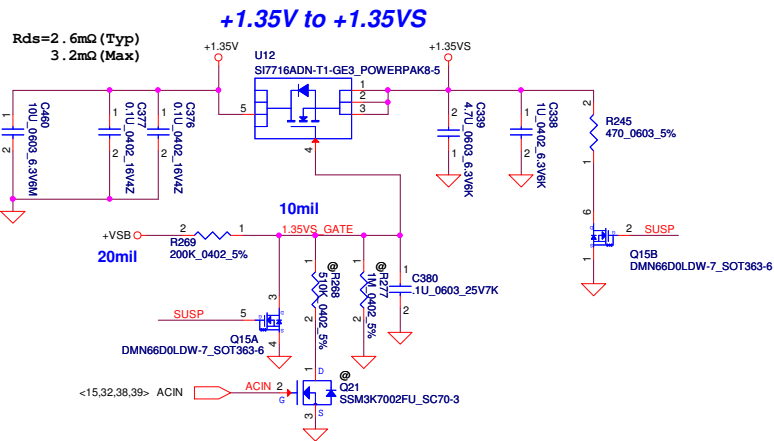 +1.35V to +1.35VS
Rds=2.6mΩ(Typ)
3.2mΩ(Max)
+1.35V
U12
SI7716ADN-T1-GE3_POWERPAK8-5
+1.35VS
5
1
2
3
4
1
2
C460
10U_0603_6.3V6M
1
2
C377
0.1U_0402_16V4Z
1
2
C376
0.1U_0402_16V4Z
2
1
C339
4.7U_0603_6.3V6K
1
2
C338
1U_0402_6.3V6K
2
1
R245
470_0603_5%
6
1
2
SUSP
Q15B
DMN66D0LDW-7_SOT363-6
10mil
+VSB
2
1
1.35VS_GATE
20mil
R269
200K_0402_5%
1
2
@
R268
510K_0402_5%
1
2
@
R277
1M_0402_5%
1
2
C380
.1U_0603_25V7K
SUSP
5
3
4
Q15A
DMN66D0LDW-7_SOT363-6
<15,32,38,39>
ACIN
ACIN
2
G
1
D
3
S
@
Q21
SSM3K7002FU_SC70-3